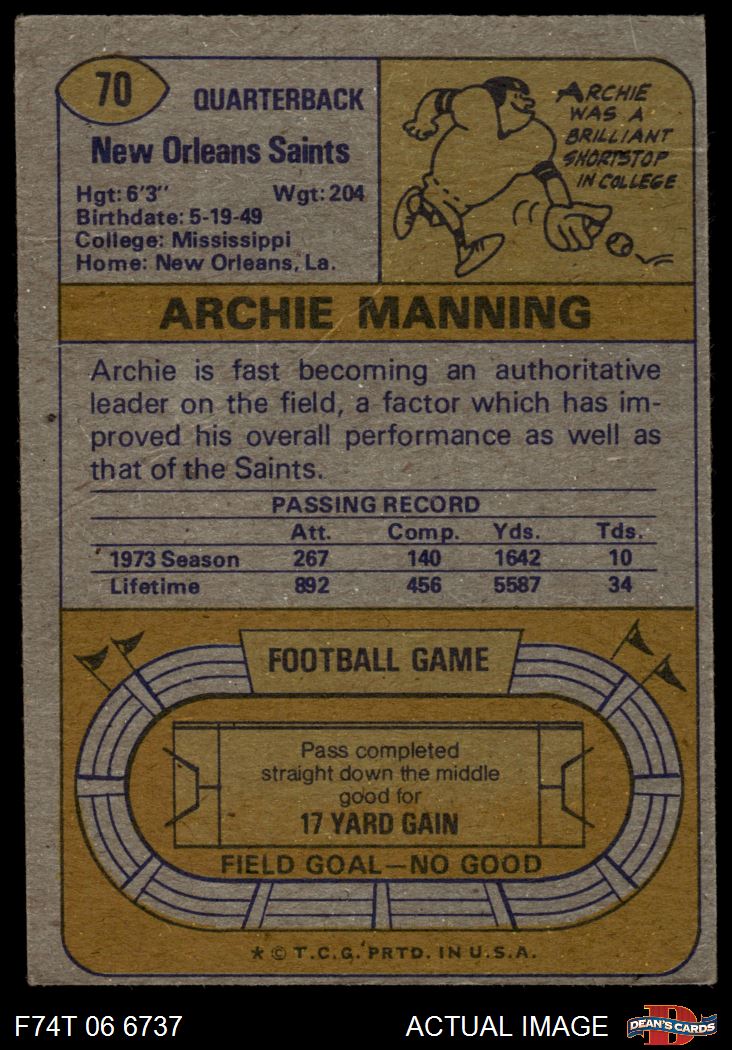 70
QUARTERBACK
New Orleans Saints
Hgt: 6'3" Wgt: 204
Birthdate: 5-19-49
College: Mississippi
Home: New Orleans, La.
ARCHIE
WAS A
BRILLIANT
SHORTSTOP
IN COLLEGE
ARCHIE MANNING
Archie is fast becoming an authoritative
leader on the field, a factor which has im-
proved his overall performance as well as
that of the Saints.
PASSING RECORD
Att. Comp. Yds. Tds.
1973 Season 267 140 1642 10
Lifetime 892 456 5587 34
FOOTBALL GAME
Pass completed
straight down the middle
good for
17 YARD GAIN
FIELD GOAL—NO GOOD
* © T.C.G. PRTD. IN U.S.A.
F74T 06 6737 ACTUAL IMAGE
D
DEAN'S CARDS